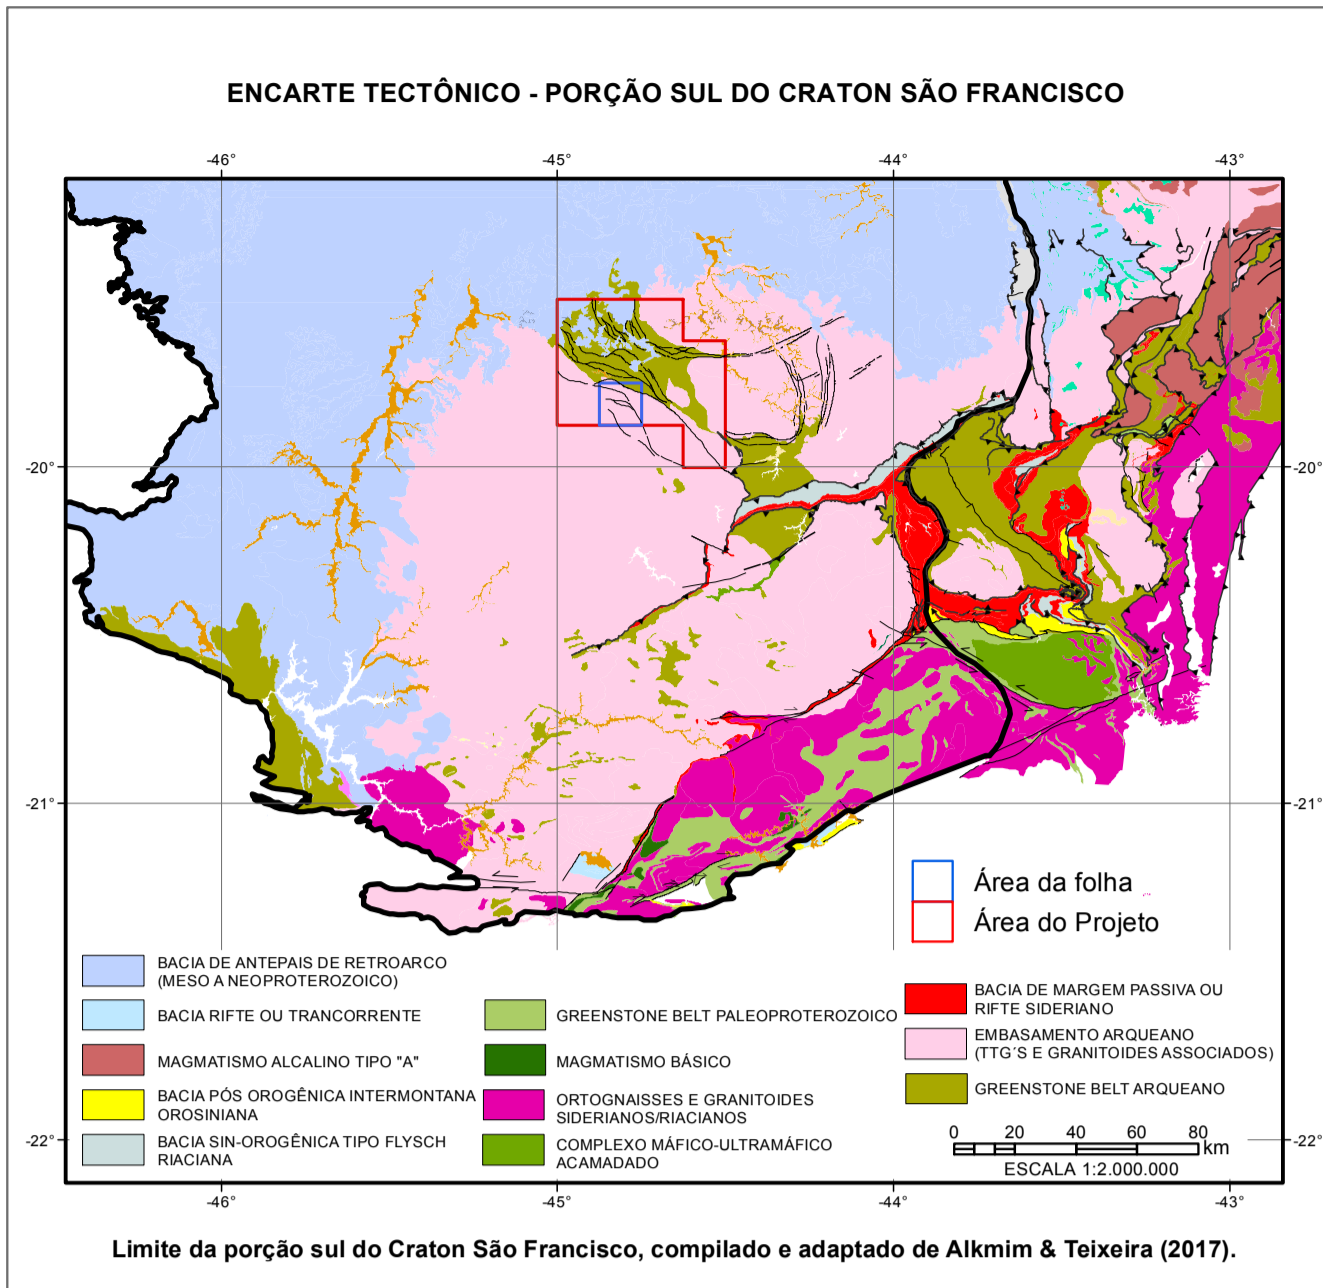 ENCARTE TECTÔNICO - PORÇÃO SUL DO CRATON SÃO FRANCISCO
-46°
-45°
-44°
-43°
-20°
-20°
-21°
-21°
-22°
-22°
Área da folha
Área do Projeto
BACIA DE ANTEPAIS DE RETROARCO
(MESO A NEOPROTEROZOICO)
BACIA RIFTE OU TRANCORRENTE
MAGMATISMO ALCALINO TIPO "A"
BACIA PÓS OROGÊNICA INTERMONTANA
OROSINIANA
BACIA SIN-OROGÊNICA TIPO FLYSCH
RIACIANA
GREENSTONE BELT PALEOPROTEROZOICO
MAGMATISMO BÁSICO
ORTOGNAISSES E GRANITOIDES
SIDERIANOS/RIACIANOS
COMPLEXO MÁFICO-ULTRAMÁFICO
ACAMADADO
BACIA DE MARGEM PASSIVA OU
RIFTE SIDERIANO
EMBASAMENTO ARQUEANO
(TTG´S E GRANITOIDES ASSOCIADOS)
GREENSTONE BELT ARQUEANO
0 20 40 60 80
km
ESCALA 1:2.000.000
-46°
-45°
-44°
-43°
Limite da porção sul do Craton São Francisco, compilado e adaptado de Alkmim & Teixeira (2017).